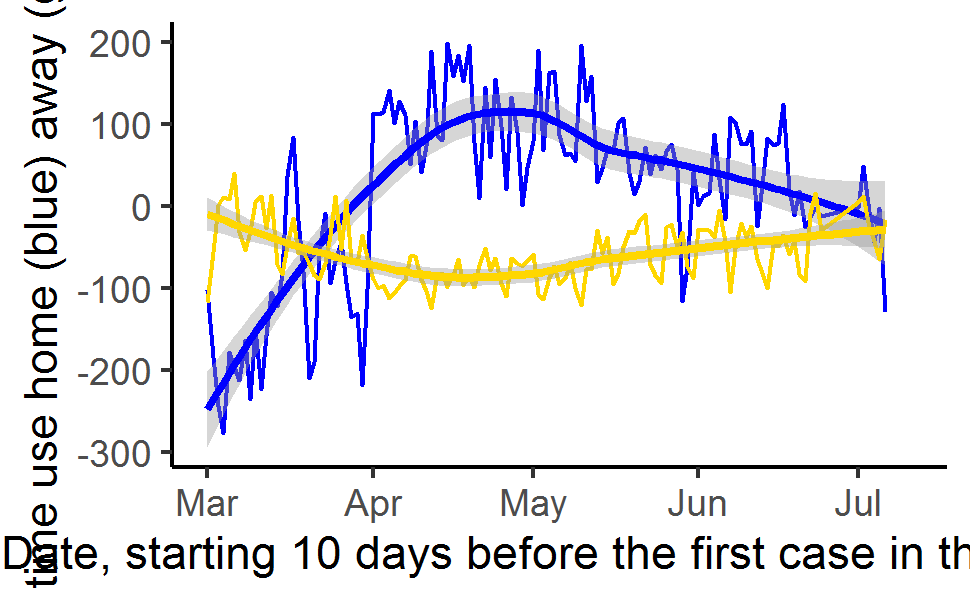 time use home (blue) away (g
200
100
0
-100
-200
-300
Mar Apr May Jun Jul
Date, starting 10 days before the first case in th